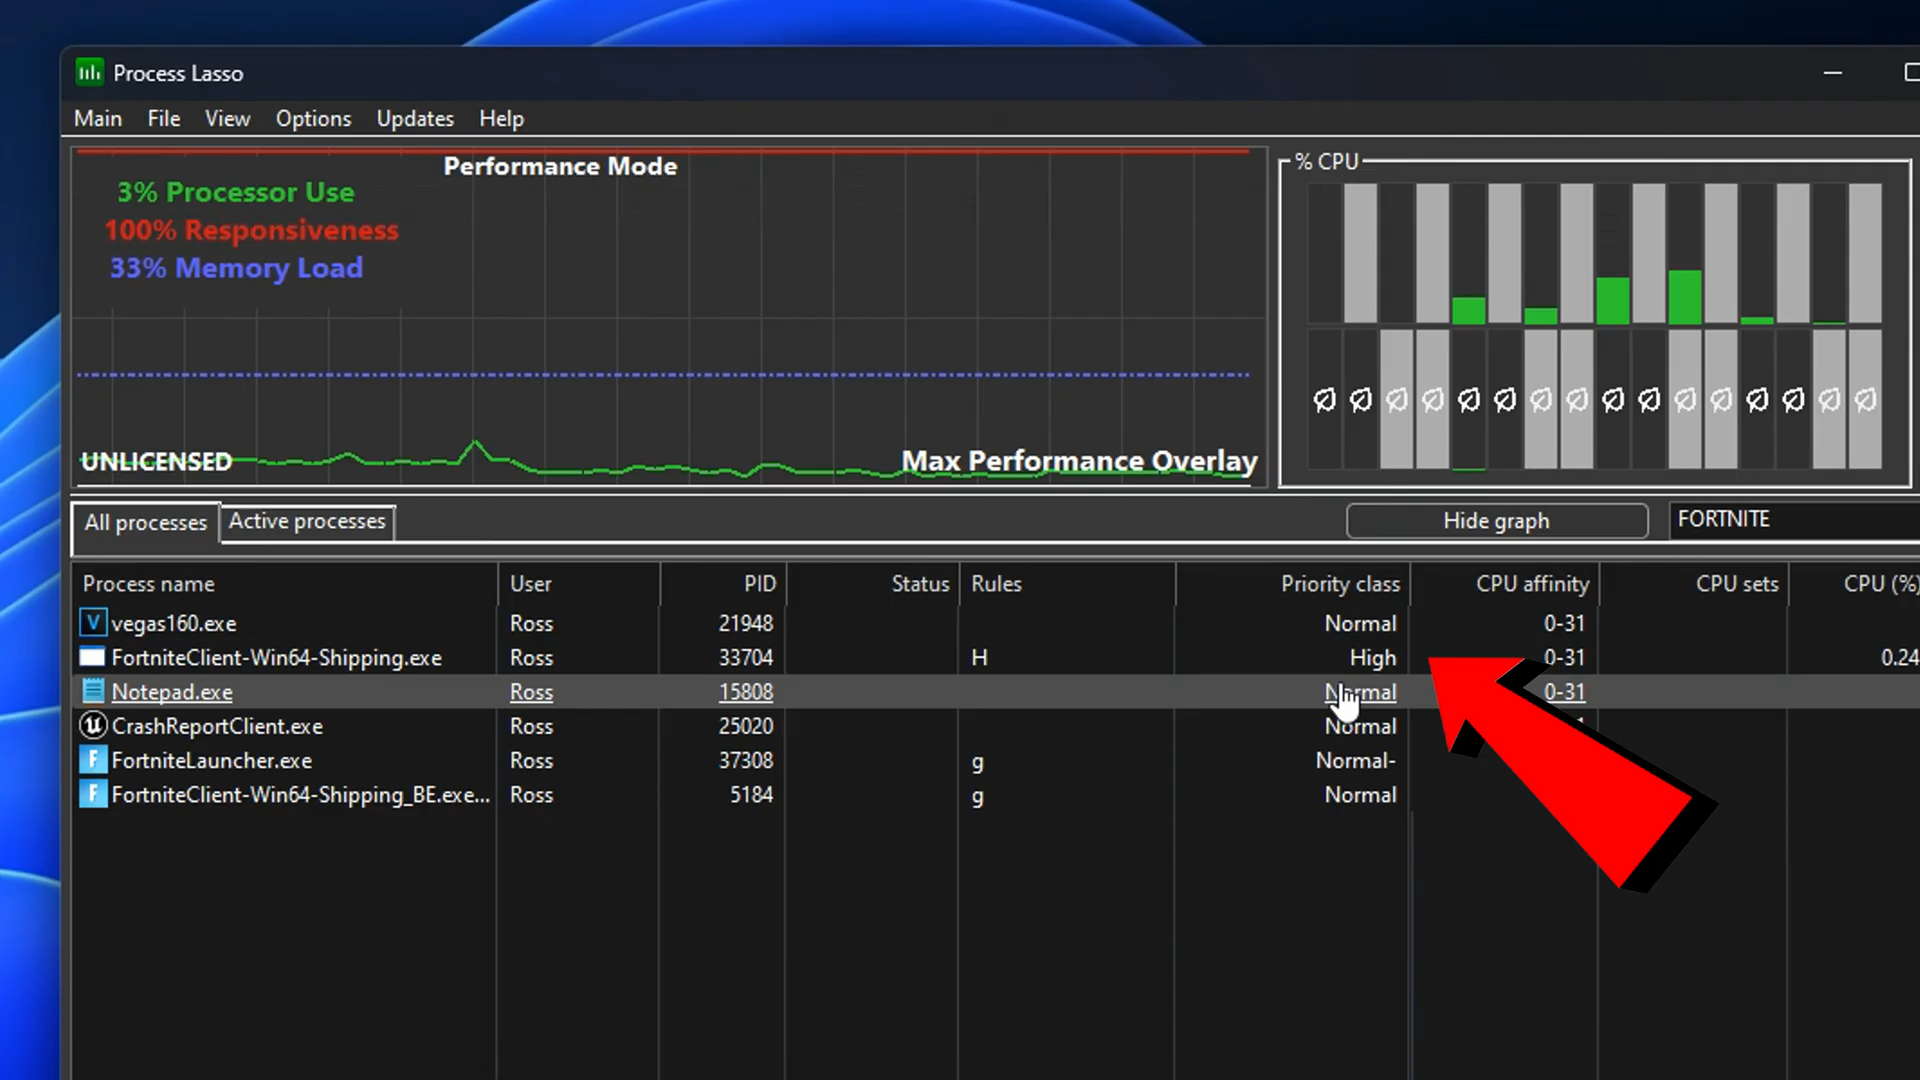 Process Lasso
Main File View Options Updates Help
Performance Mode
3% Processor Use
100% Responsiveness
33% Memory Load
UNLICENSED
Max Performance Overlay
% CPU
All processes Active processes Hide graph FORTNITE
Process name User PID Status Rules Priority class CPU affinity CPU sets CPU (%)
vegas160.exe Ross 21948 Normal 0-31
FortniteClient-Win64-Shipping.exe Ross 33704 H High 0-31 0.24
Notepad.exe Ross 15808 Normal 0-31
CrashReportClient.exe Ross 25020 Normal
FortniteLauncher.exe Ross 37308 g Normal-
FortniteClient-Win64-Shipping_BE.exe... Ross 5184 g Normal